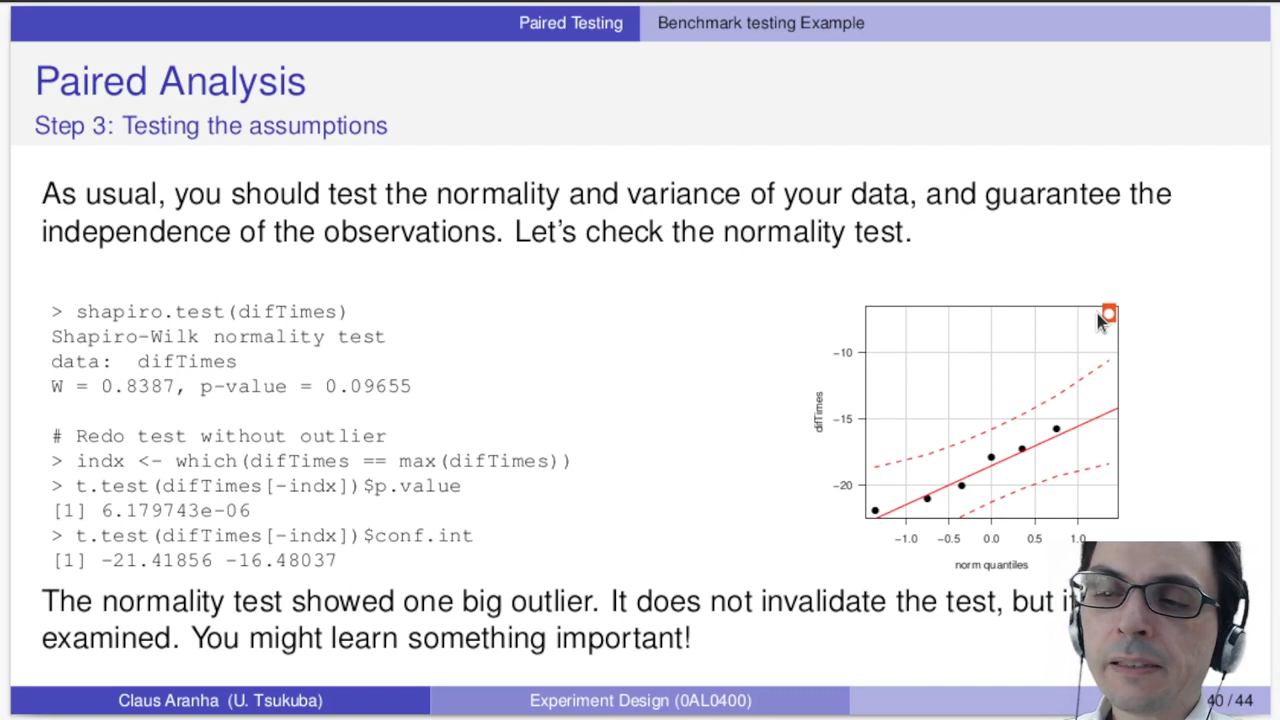 Paired Testing Benchmark testing Example
Paired Analysis
Step 3: Testing the assumptions
As usual, you should test the normality and variance of your data, and guarantee the
independence of the observations. Let's check the normality test.
> shapiro.test(difTimes)
Shapiro-Wilk normality test
data: difTimes
W = 0.8387, p-value = 0.09655
# Redo test without outlier
> indx <- which(difTimes == max(difTimes))
> t.test(difTimes[-indx])$p.value
[1] 6.179743e-06
> t.test(difTimes[-indx])$conf.int
[1] -21.41856 -16.48037
−10
−15
−20
difTimes
−1.0 −0.5 0.0 0.5 1.0
norm quantiles
The normality test showed one big outlier. It does not invalidate the test, but
examined. You might learn something important!
Claus Aranha (U. Tsukuba) Experiment Design (0AL0400) 40 / 44